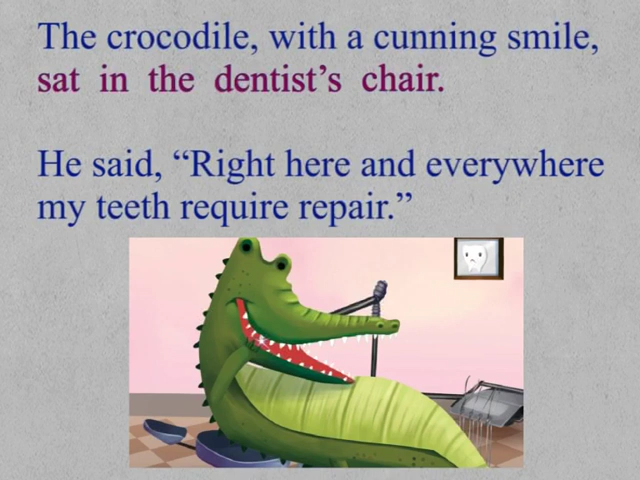 The crocodile, with a cunning smile,
sat in the dentist’s chair.
He said, “Right here and everywhere
my teeth require repair.”